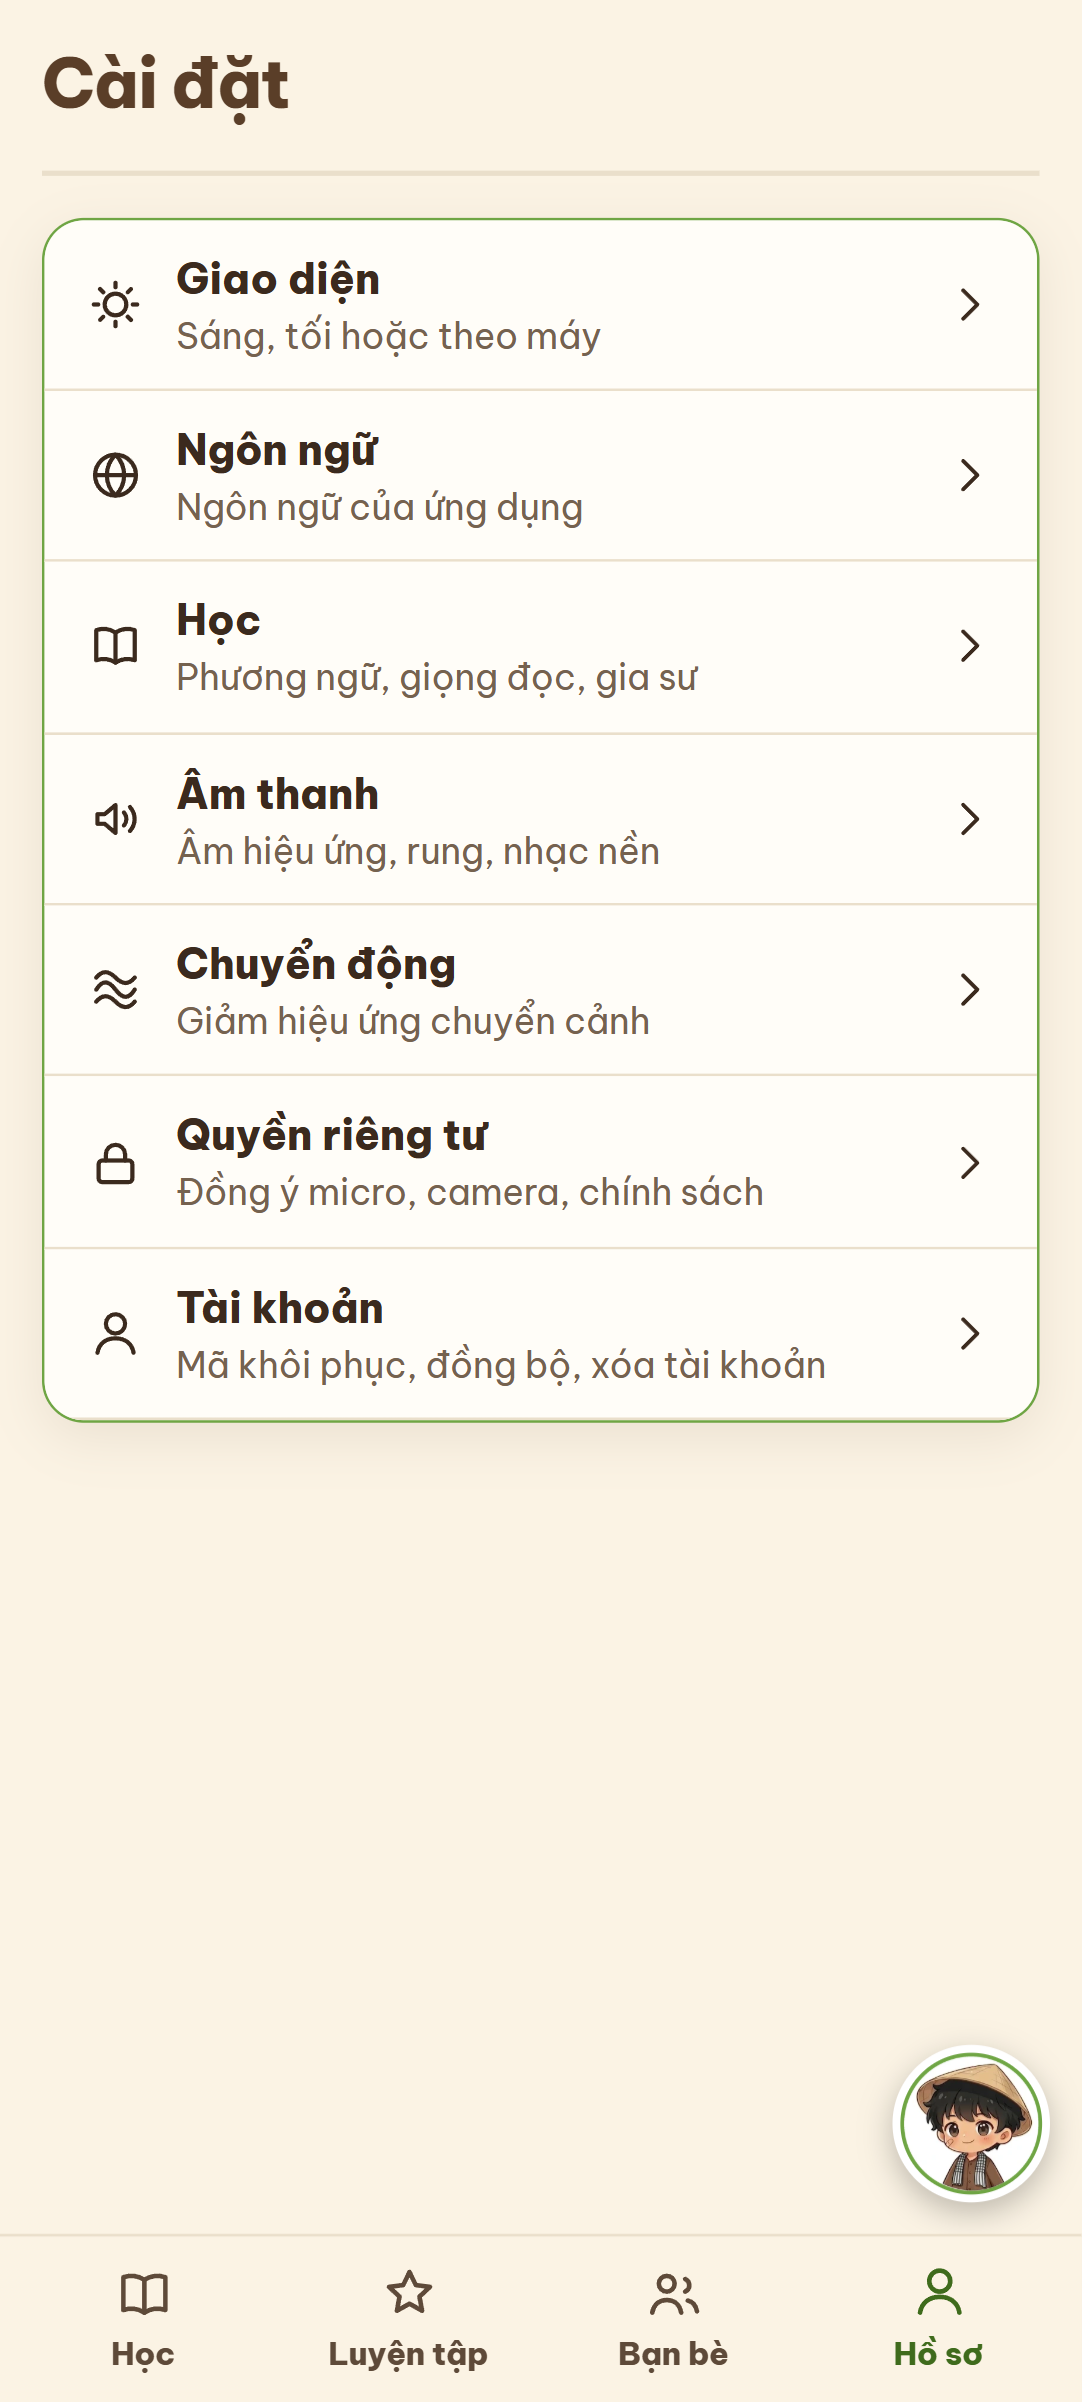 Cài đặt
Giao diện
Sáng, tối hoặc theo máy
Ngôn ngữ
Ngôn ngữ của ứng dụng
Học
Phương ngữ, giọng đọc, gia sư
Âm thanh
Âm hiệu ứng, rung, nhạc nền
Chuyển động
Giảm hiệu ứng chuyển cảnh
Quyền riêng tư
Đồng ý micro, camera, chính sách
Tài khoản
Mã khôi phục, đồng bộ, xóa tài khoản
Học
Luyện tập
Bạn bè
Hồ sơ